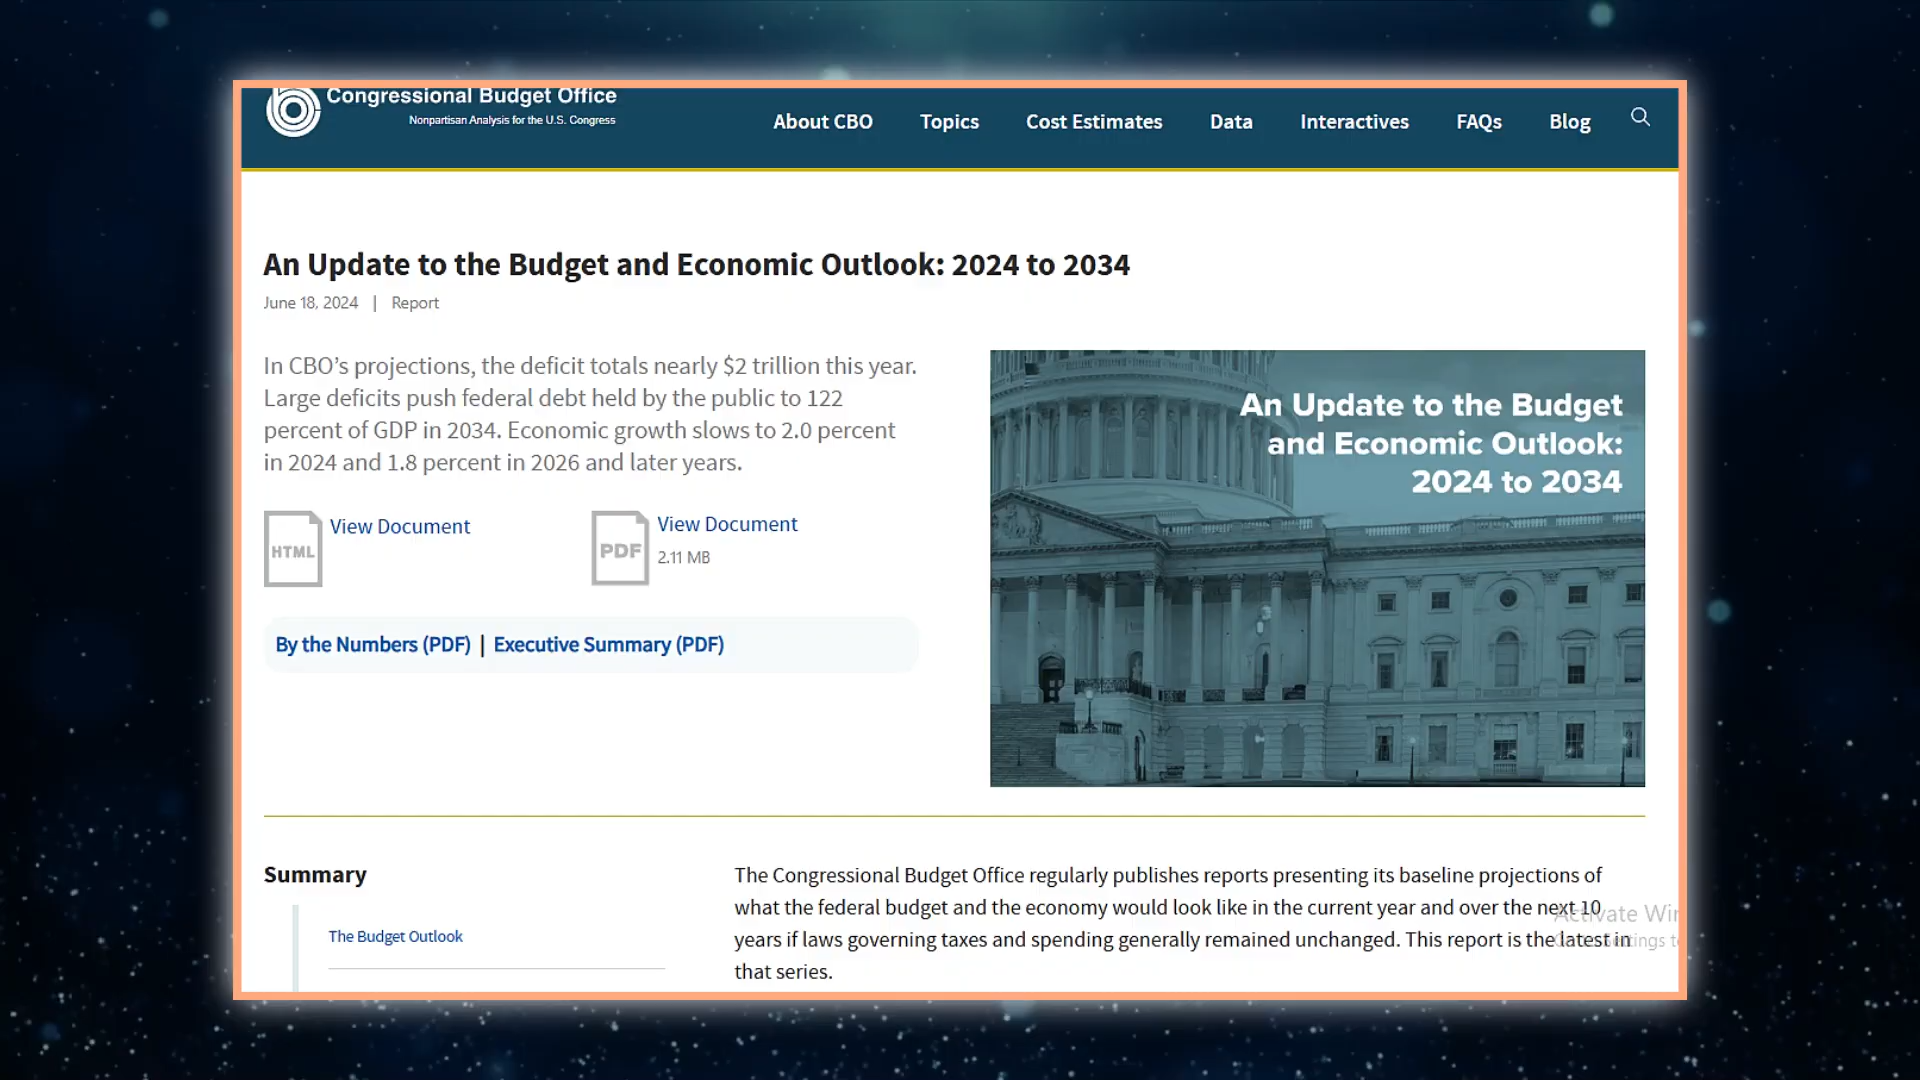 Congressional Budget Office
Nonpartisan Analysis for the U.S. Congress
About CBO Topics Cost Estimates Data Interactives FAQs Blog
An Update to the Budget and Economic Outlook: 2024 to 2034
June 18, 2024 | Report
In CBO’s projections, the deficit totals nearly $2 trillion this year.
Large deficits push federal debt held by the public to 122
percent of GDP in 2034. Economic growth slows to 2.0 percent
in 2024 and 1.8 percent in 2026 and later years.
HTML View Document
PDF View Document
2.11 MB
By the Numbers (PDF) | Executive Summary (PDF)
An Update to the Budget
and Economic Outlook:
2024 to 2034
Summary
The Budget Outlook
The Congressional Budget Office regularly publishes reports presenting its baseline projections of
what the federal budget and the economy would look like in the current year and over the next 10
years if laws governing taxes and spending generally remained unchanged. This report is the latest in
that series.
Activate Win